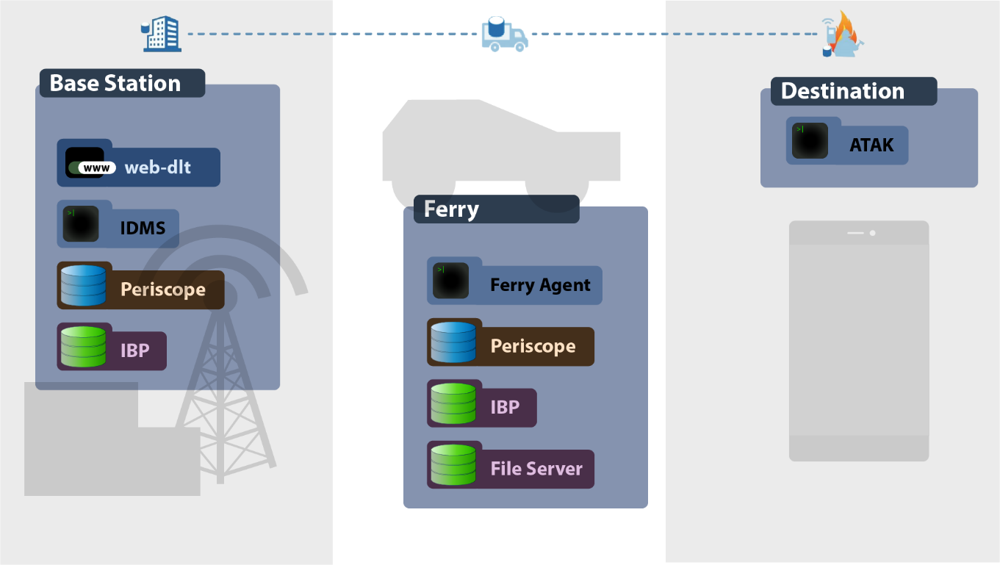 Base Station
www
web-dlt
>|
IDMS
Periscope
IBP
Ferry
>|
Ferry Agent
Periscope
IBP
File Server
Destination
>|
ATAK